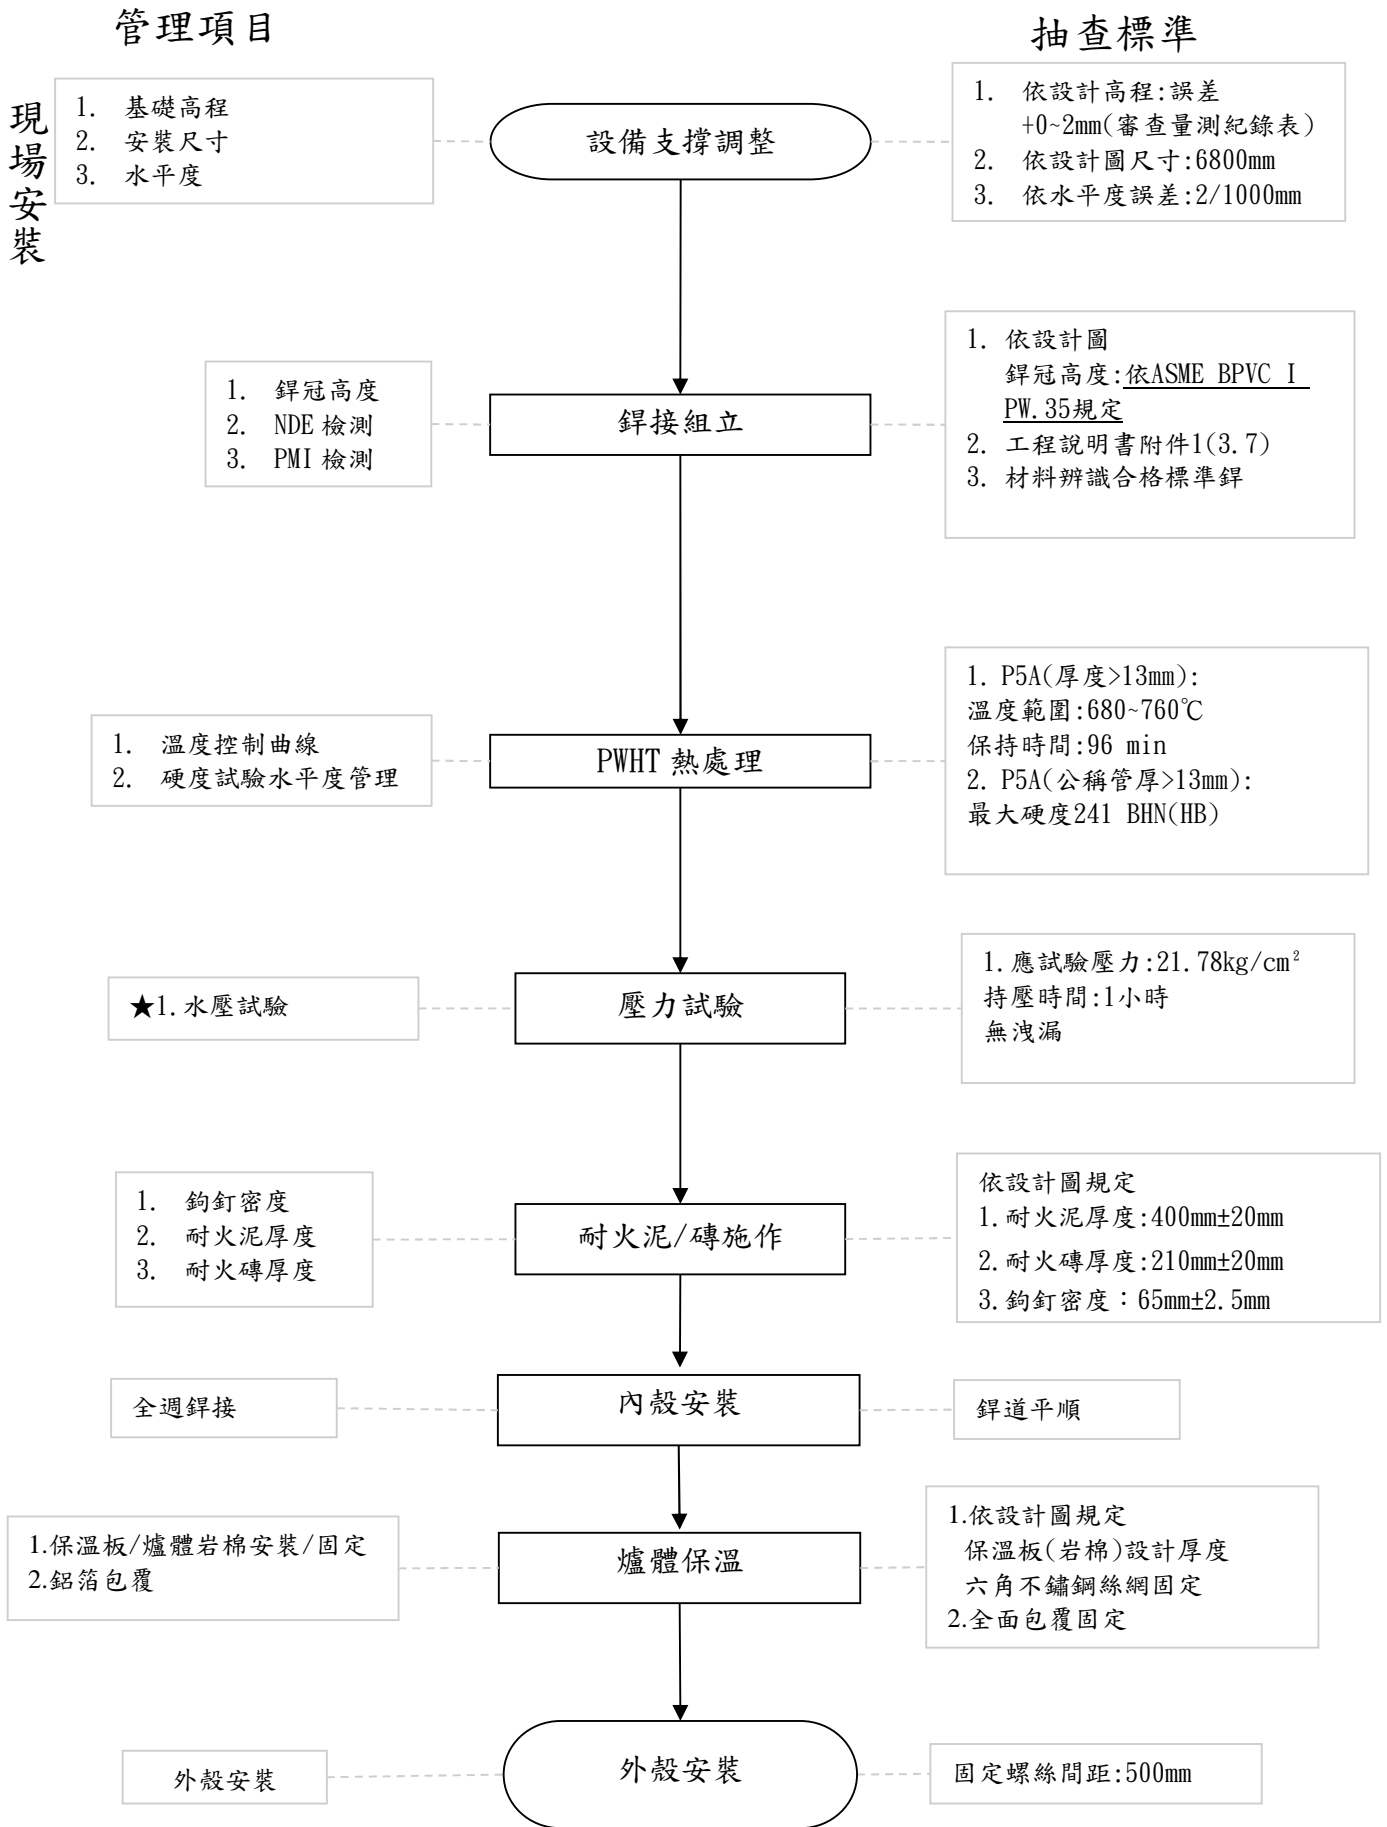 管理項目
抽查標準
現場安裝
1. 基礎高程
2. 安裝尺寸
3. 水平度
設備支撐調整
1. 依設計高程:誤差
+0~2mm(審查量測紀錄表)
2. 依設計圖尺寸:6800mm
3. 依水平度誤差:2/1000mm
1. 銲冠高度
2. NDE 檢測
3. PMI 檢測
銲接組立
1. 依設計圖
銲冠高度:依ASME BPVC I
PW.35規定
2. 工程說明書附件1(3.7)
3. 材料辨識合格標準銲
1. 溫度控制曲線
2. 硬度試驗水平度管理
PWHT 熱處理
1. P5A(厚度>13mm):
溫度範圍:680~760℃
保持時間:96 min
2. P5A(公稱管厚>13mm):
最大硬度241 BHN(HB)
★1.水壓試驗
壓力試驗
1.應試驗壓力:21.78kg/cm²
持壓時間:1小時
無洩漏
1. 鉤釘密度
2. 耐火泥厚度
3. 耐火磚厚度
耐火泥/磚施作
依設計圖規定
1.耐火泥厚度:400mm±20mm
2.耐火磚厚度:210mm±20mm
3.鉤釘密度：65mm±2.5mm
全週銲接
內殼安裝
銲道平順
1.保溫板/爐體岩棉安裝/固定
2.鋁箔包覆
爐體保溫
1.依設計圖規定
保溫板(岩棉)設計厚度
六角不鏽鋼絲網固定
2.全面包覆固定
外殼安裝
外殼安裝
固定螺絲間距:500mm